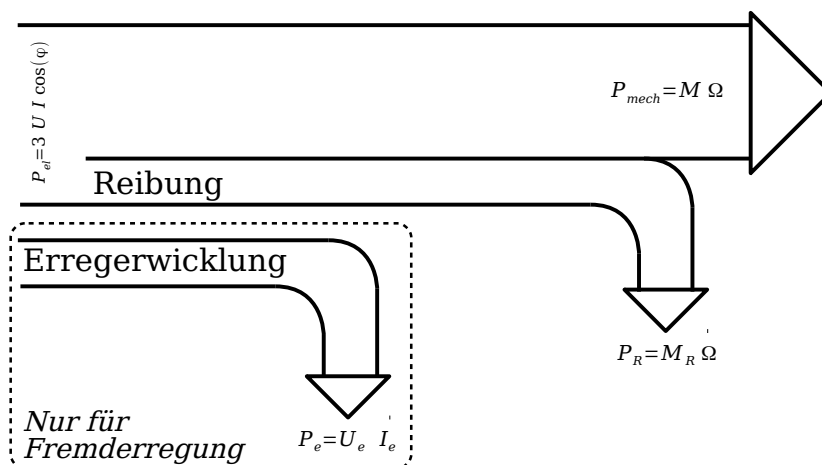 P_el=3 U I cos(φ)
P_mech=M Ω
Reibung
Erregerwicklung
P_R=M_R Ω
Nur für
Fremderregung
P_e=U_e I_e